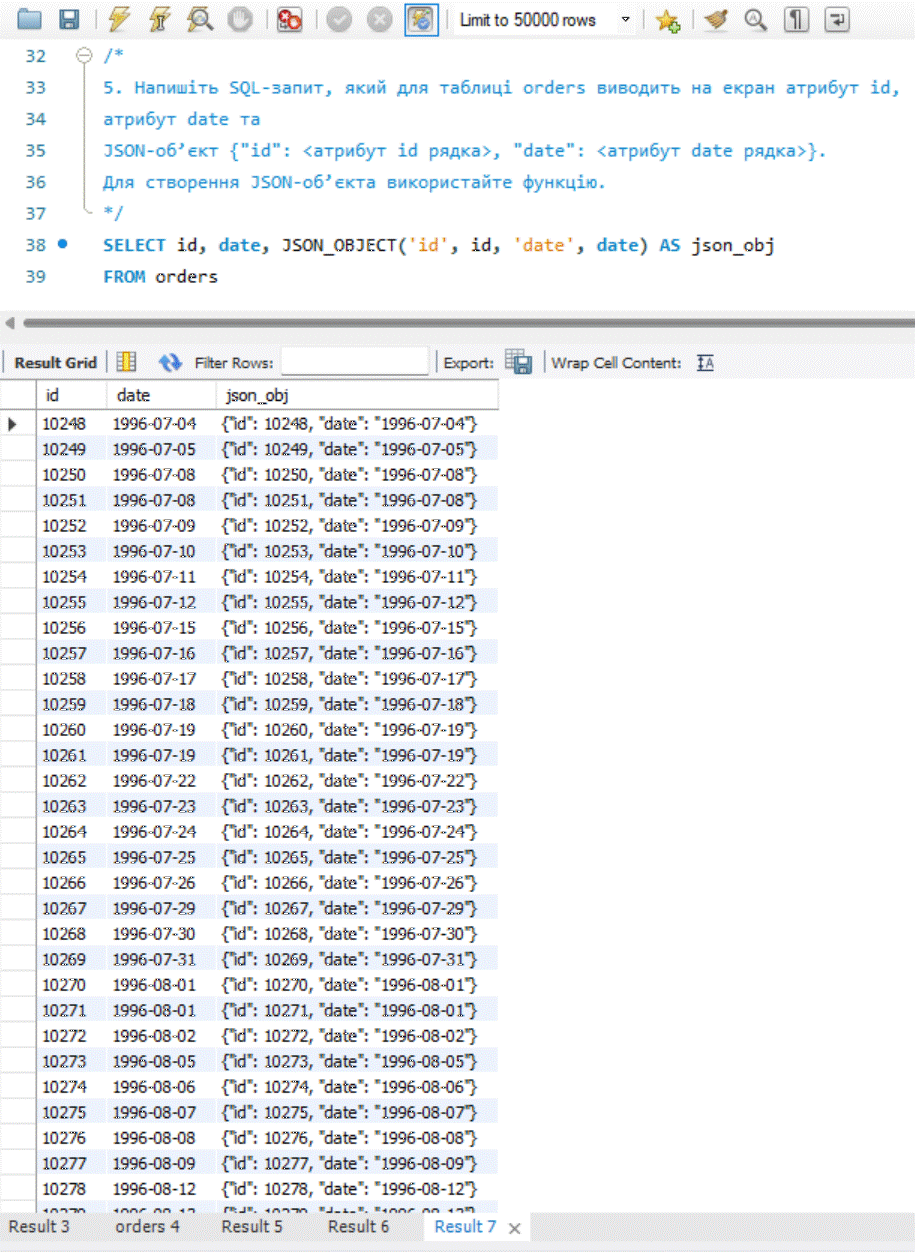 Limit to 50000 rows
32 /*
33 5. Напишіть SQL-запит, який для таблиці orders виводить на екран атрибут id,
34 атрибут date та
35 JSON-об’єкт {"id": <атрибут id рядка>, "date": <атрибут date рядка>}.
36 Для створення JSON-об’єкта використайте функцію.
37 */
38 SELECT id, date, JSON_OBJECT('id', id, 'date', date) AS json_obj
39 FROM orders
Result Grid Filter Rows: Export: Wrap Cell Content:
id date json_obj
10248 1996-07-04 {"id": 10248, "date": "1996-07-04"}
10249 1996-07-05 {"id": 10249, "date": "1996-07-05"}
10250 1996-07-08 {"id": 10250, "date": "1996-07-08"}
10251 1996-07-08 {"id": 10251, "date": "1996-07-08"}
10252 1996-07-09 {"id": 10252, "date": "1996-07-09"}
10253 1996-07-10 {"id": 10253, "date": "1996-07-10"}
10254 1996-07-11 {"id": 10254, "date": "1996-07-11"}
10255 1996-07-12 {"id": 10255, "date": "1996-07-12"}
10256 1996-07-15 {"id": 10256, "date": "1996-07-15"}
10257 1996-07-16 {"id": 10257, "date": "1996-07-16"}
10258 1996-07-17 {"id": 10258, "date": "1996-07-17"}
10259 1996-07-18 {"id": 10259, "date": "1996-07-18"}
10260 1996-07-19 {"id": 10260, "date": "1996-07-19"}
10261 1996-07-19 {"id": 10261, "date": "1996-07-19"}
10262 1996-07-22 {"id": 10262, "date": "1996-07-22"}
10263 1996-07-23 {"id": 10263, "date": "1996-07-23"}
10264 1996-07-24 {"id": 10264, "date": "1996-07-24"}
10265 1996-07-25 {"id": 10265, "date": "1996-07-25"}
10266 1996-07-26 {"id": 10266, "date": "1996-07-26"}
10267 1996-07-29 {"id": 10267, "date": "1996-07-29"}
10268 1996-07-30 {"id": 10268, "date": "1996-07-30"}
10269 1996-07-31 {"id": 10269, "date": "1996-07-31"}
10270 1996-08-01 {"id": 10270, "date": "1996-08-01"}
10271 1996-08-01 {"id": 10271, "date": "1996-08-01"}
10272 1996-08-02 {"id": 10272, "date": "1996-08-02"}
10273 1996-08-05 {"id": 10273, "date": "1996-08-05"}
10274 1996-08-06 {"id": 10274, "date": "1996-08-06"}
10275 1996-08-07 {"id": 10275, "date": "1996-08-07"}
10276 1996-08-08 {"id": 10276, "date": "1996-08-08"}
10277 1996-08-09 {"id": 10277, "date": "1996-08-09"}
10278 1996-08-12 {"id": 10278, "date": "1996-08-12"}
Result 3 orders 4 Result 5 Result 6 Result 7